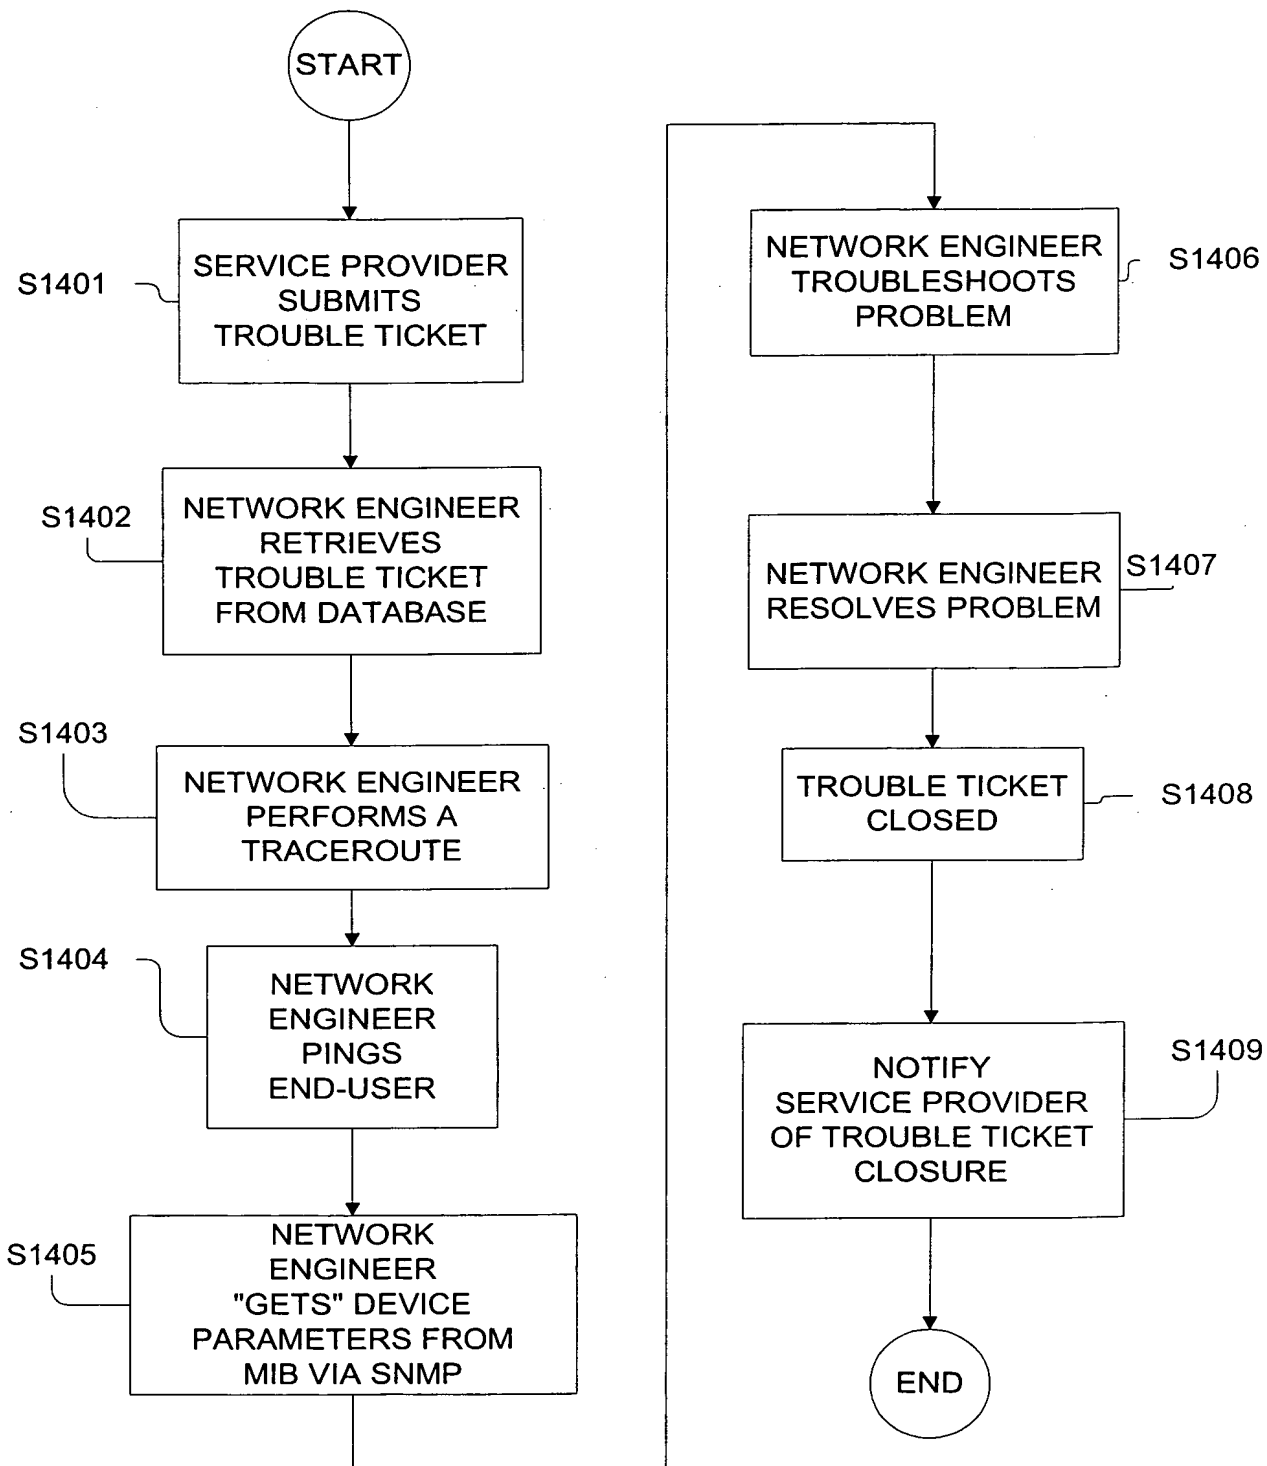 START
S1401
SERVICE PROVIDER
SUBMITS
TROUBLE TICKET
S1402
NETWORK ENGINEER
RETRIEVES
TROUBLE TICKET
FROM DATABASE
S1403
NETWORK ENGINEER
PERFORMS A
TRACEROUTE
S1404
NETWORK
ENGINEER
PINGS
END-USER
S1405
NETWORK
ENGINEER
"GETS" DEVICE
PARAMETERS FROM
MIB VIA SNMP
NETWORK ENGINEER
TROUBLESHOOTS
PROBLEM
S1406
NETWORK ENGINEER
RESOLVES PROBLEM
S1407
TROUBLE TICKET
CLOSED
S1408
NOTIFY
SERVICE PROVIDER
OF TROUBLE TICKET
CLOSURE
S1409
END